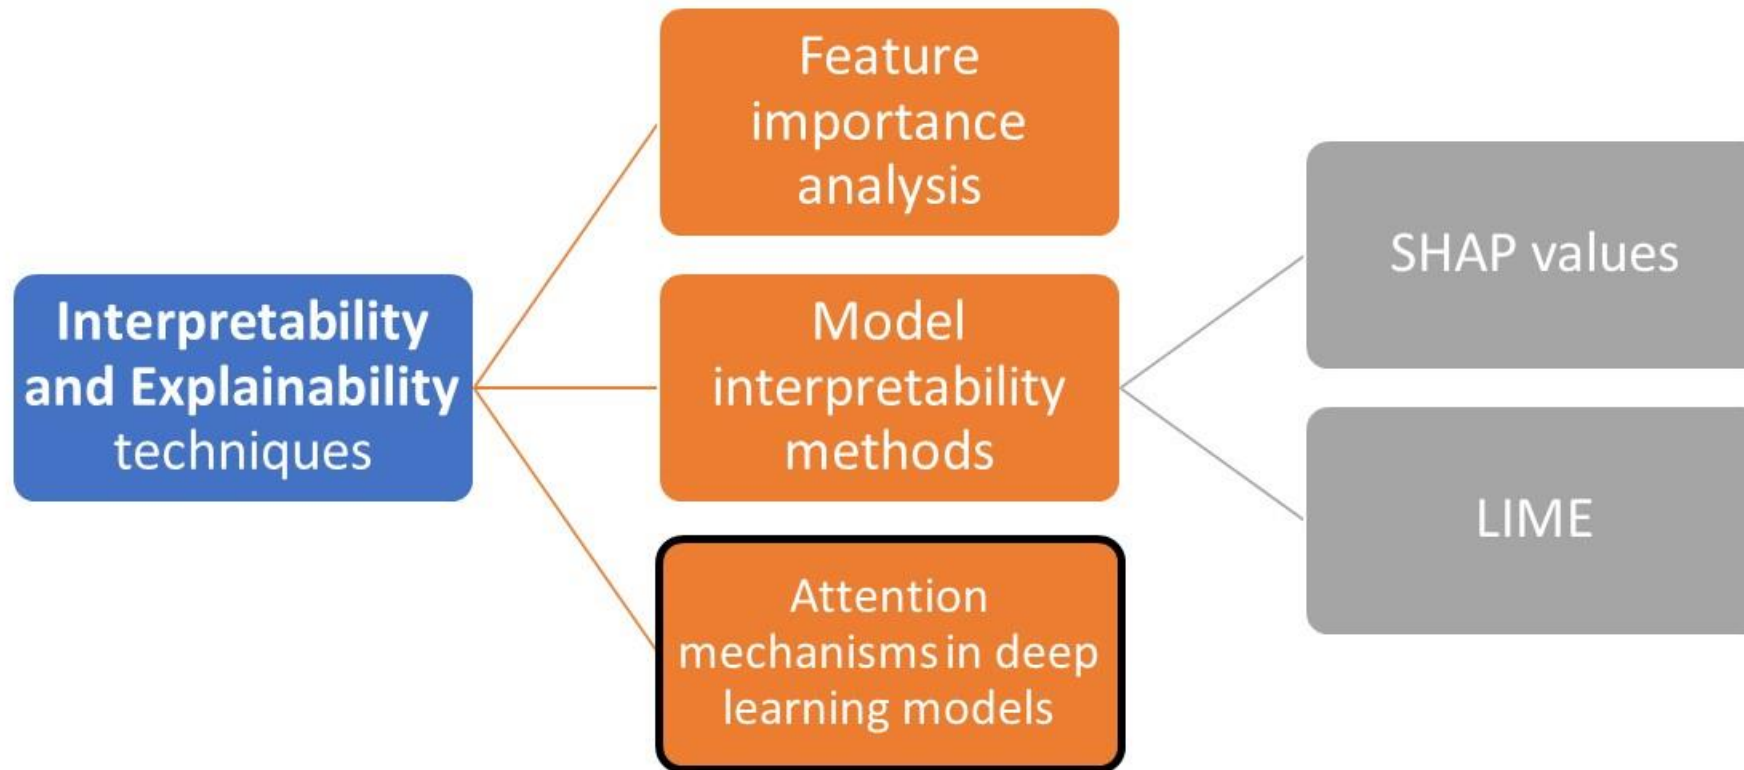 Interpretability
and Explainability
techniques
Feature
importance
analysis
Model
interpretability
methods
Attention
mechanisms in deep
learning models
SHAP values
LIME